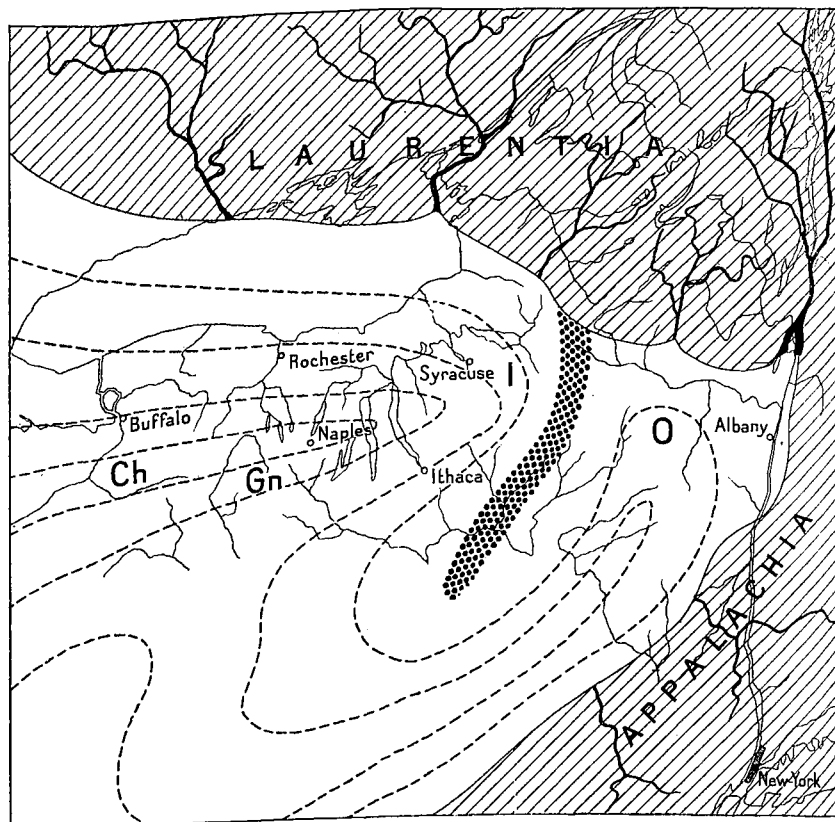 LAURENTIA
Rochester
Syracuse
I
Buffalo
Naples
O
Albany
Ch
Gn
Ithaca
APPALACHIA
New-York